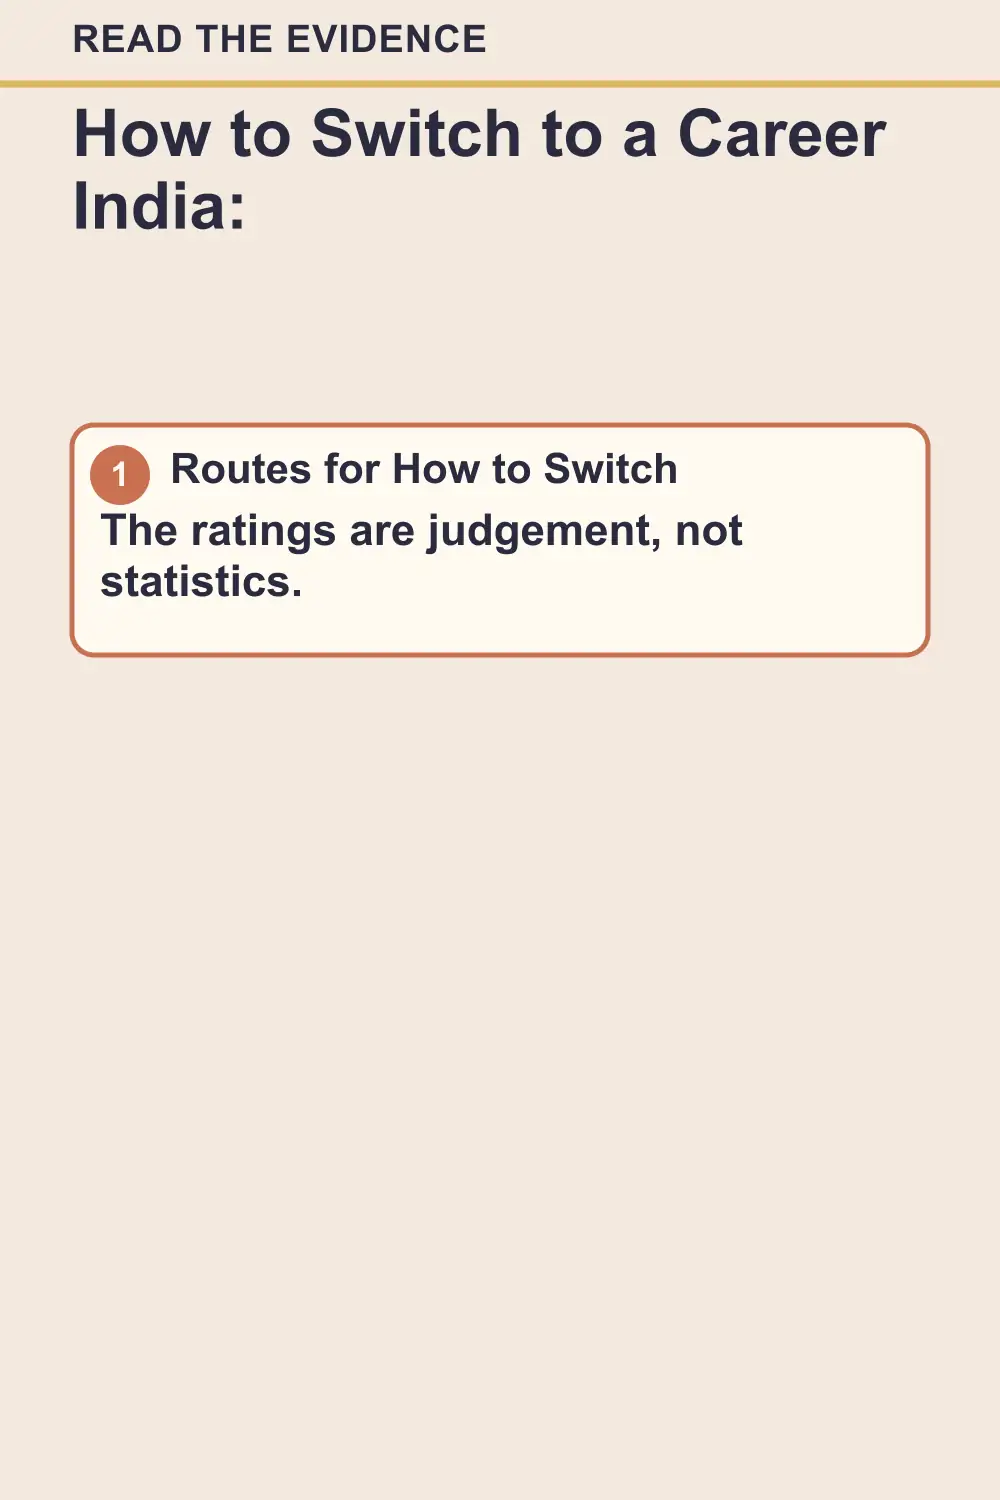 READ THE EVIDENCE
How to Switch to a Career
India:
1 Routes for How to Switch
The ratings are judgement, not
statistics.